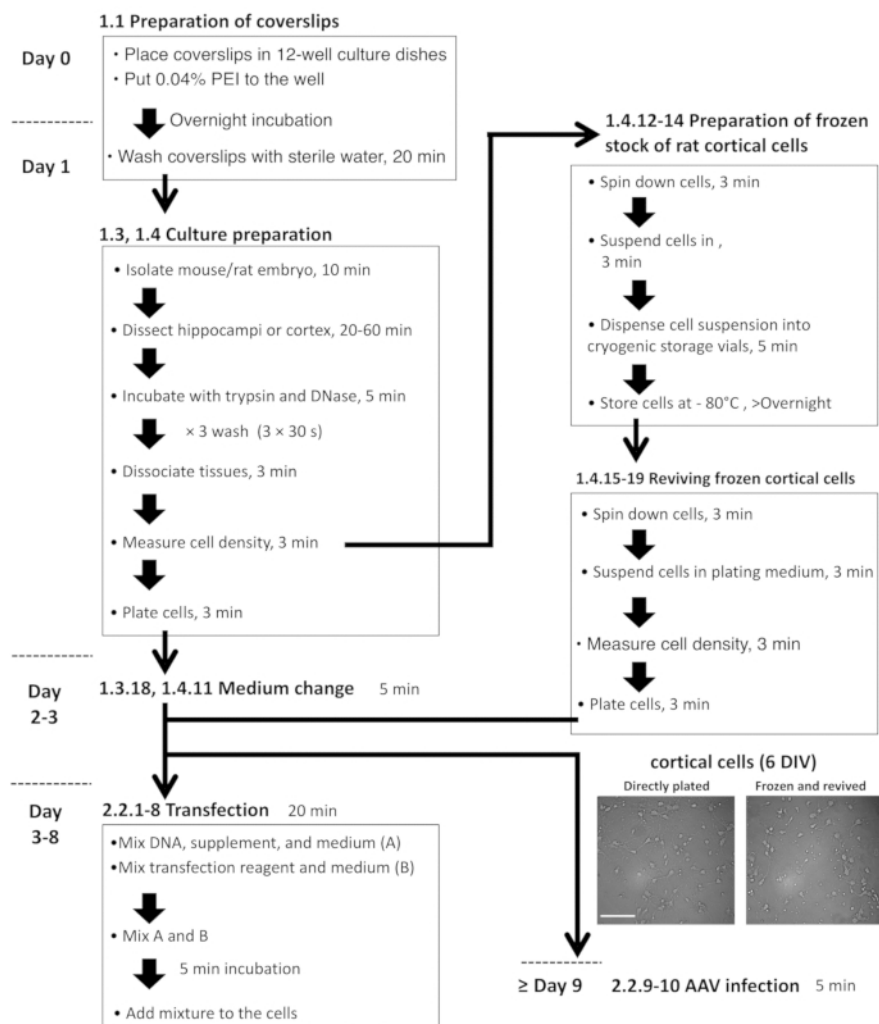 1.1 Preparation of coverslips
Day 0
· Place coverslips in 12-well culture dishes
· Put 0.04% PEI to the well
Overnight incubation
Day 1
· Wash coverslips with sterile water, 20 min
1.3, 1.4 Culture preparation
• Isolate mouse/rat embryo, 10 min
• Dissect hippocampi or cortex, 20-60 min
• Incubate with trypsin and DNase, 5 min
× 3 wash (3 × 30 s)
• Dissociate tissues, 3 min
• Measure cell density, 3 min
• Plate cells, 3 min
1.4.12-14 Preparation of frozen
stock of rat cortical cells
• Spin down cells, 3 min
• Suspend cells in ,
3 min
• Dispense cell suspension into
cryogenic storage vials, 5 min
• Store cells at - 80°C , >Overnight
1.4.15-19 Reviving frozen cortical cells
• Spin down cells, 3 min
• Suspend cells in plating medium, 3 min
· Measure cell density, 3 min
• Plate cells, 3 min
Day
2-3
1.3.18, 1.4.11 Medium change 5 min
Day
3-8
2.2.1-8 Transfection 20 min
•Mix DNA, supplement, and medium (A)
•Mix transfection reagent and medium (B)
•Mix A and B
5 min incubation
• Add mixture to the cells
cortical cells (6 DIV)
Directly plated
Frozen and revived
≥ Day 9 2.2.9-10 AAV infection 5 min